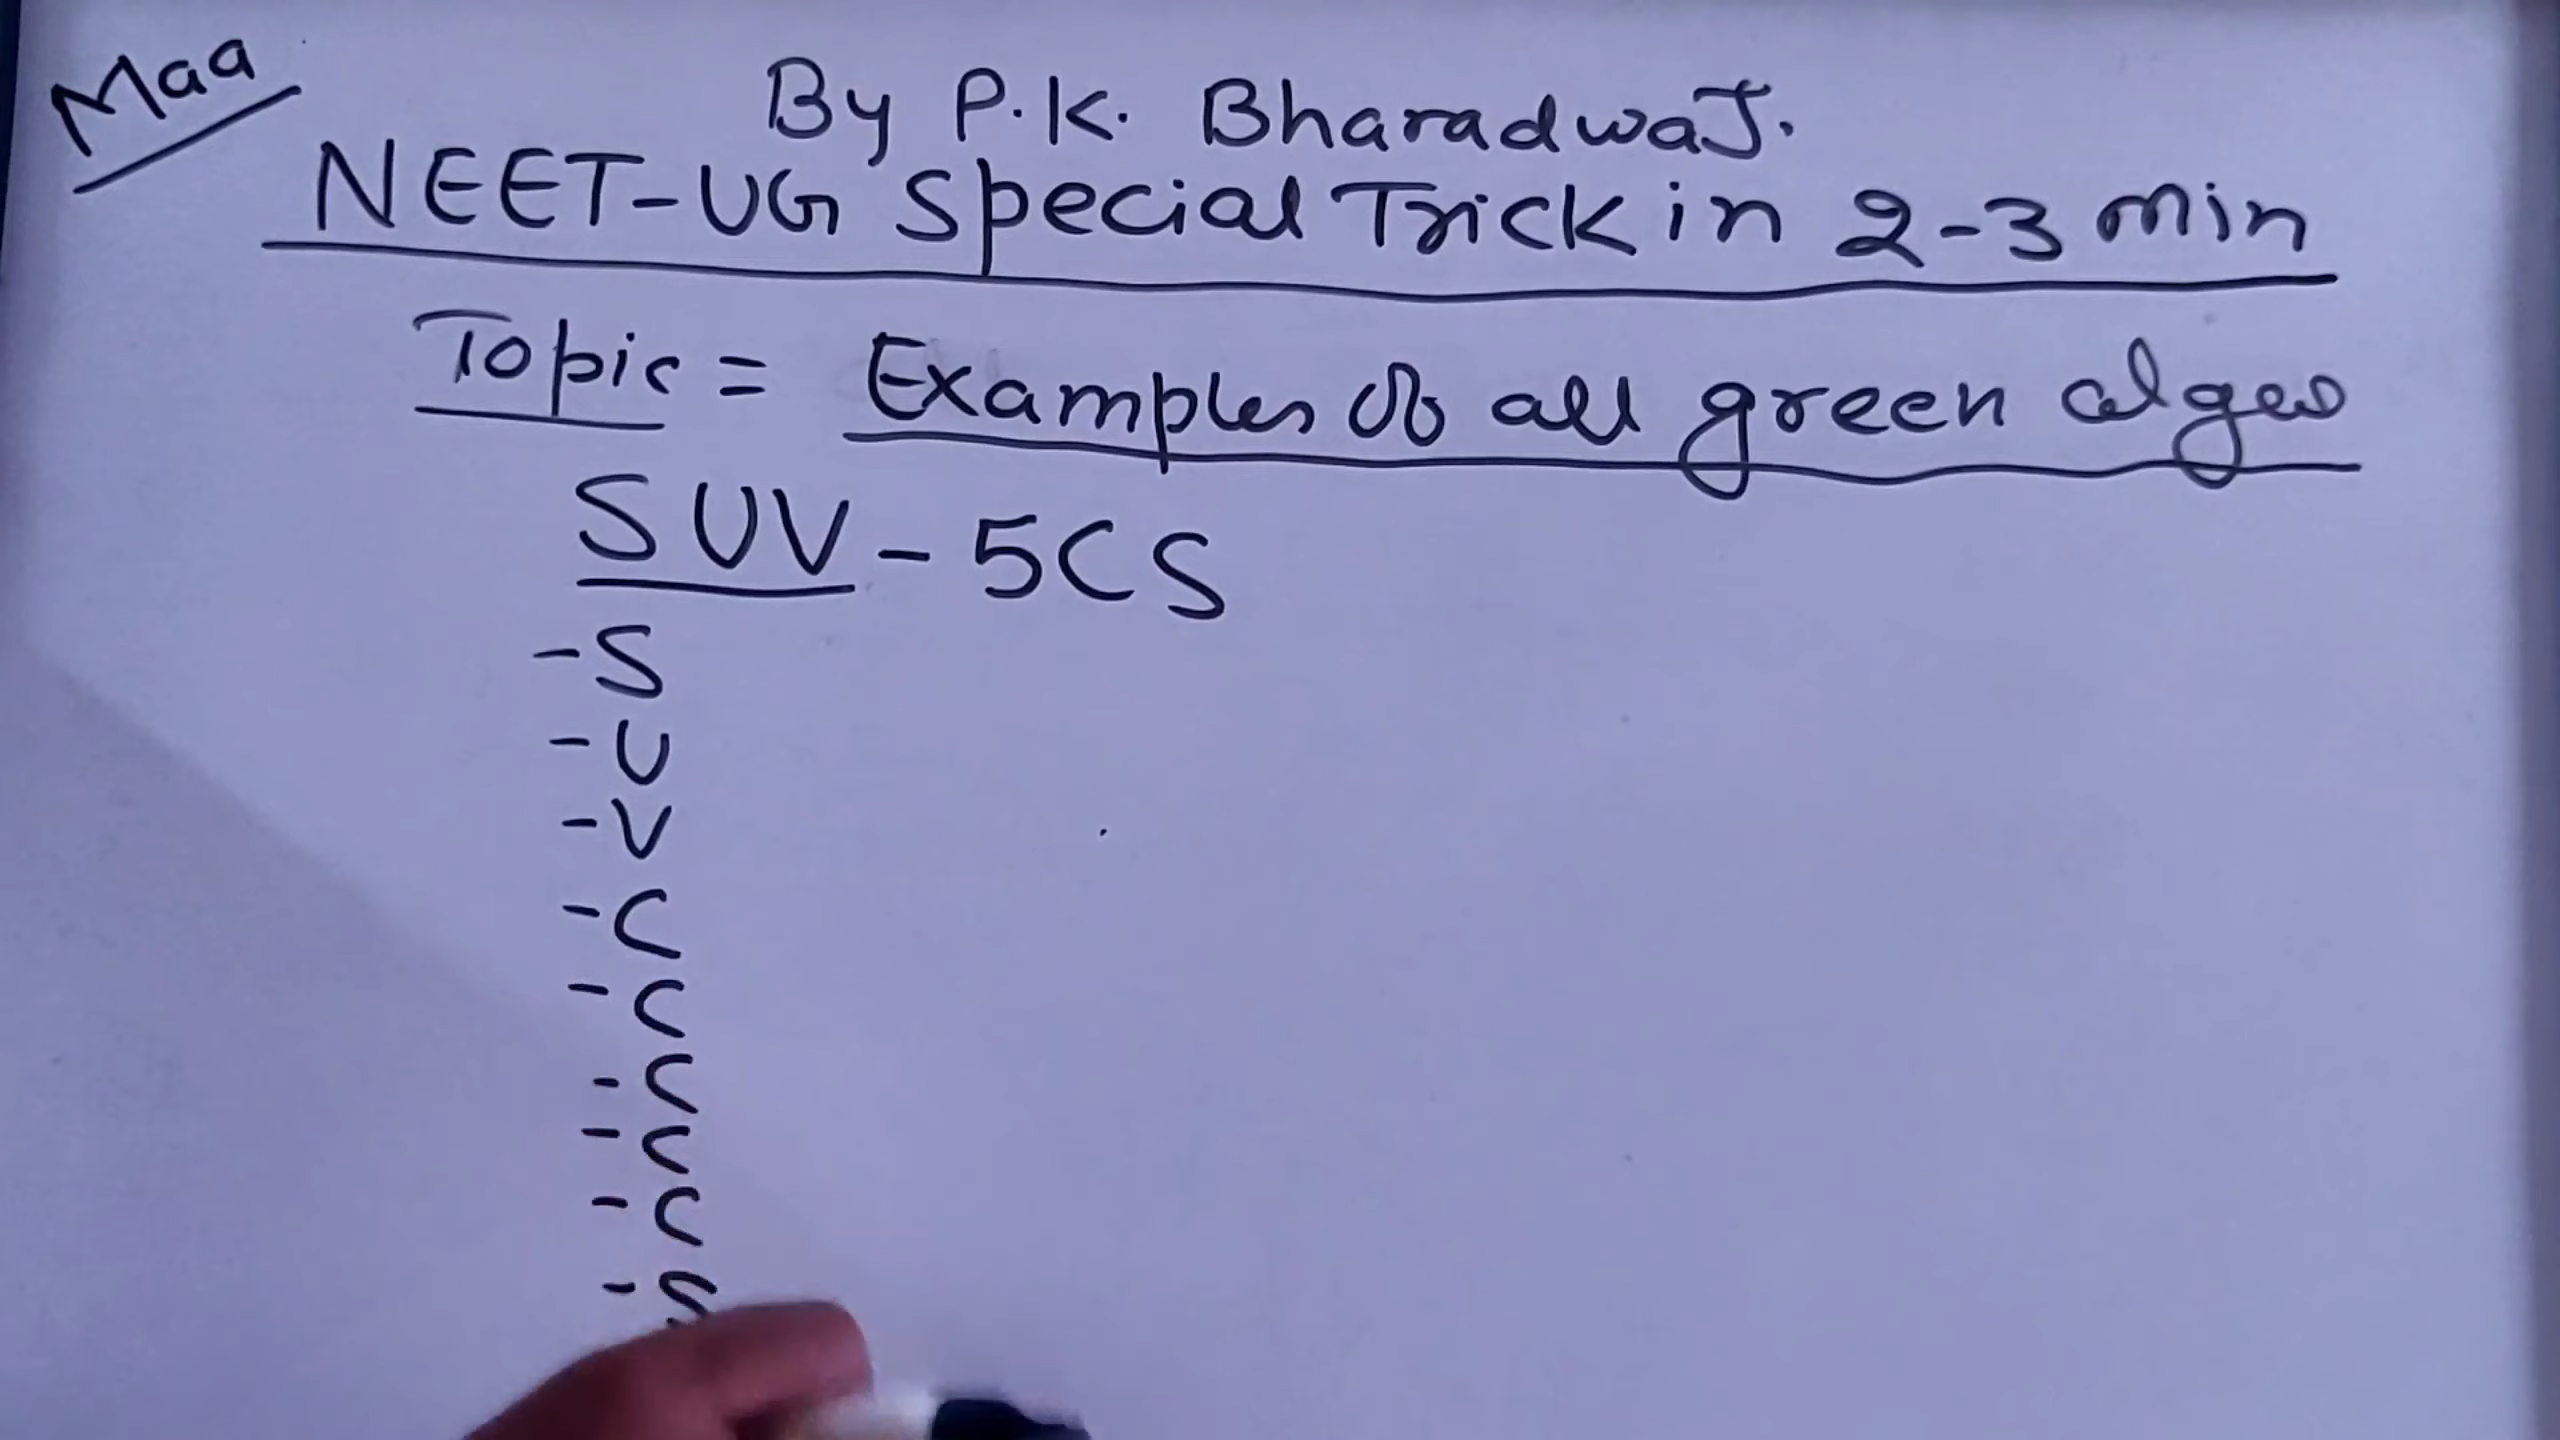 Maa
By P.K. BharadwaJ.
NEET-UG Special Trick in 2-3 min
Topic = Examples of all green algae
SUV - 5CS
- S
- U
- V
- C
- C
- C
- C
- C
- S